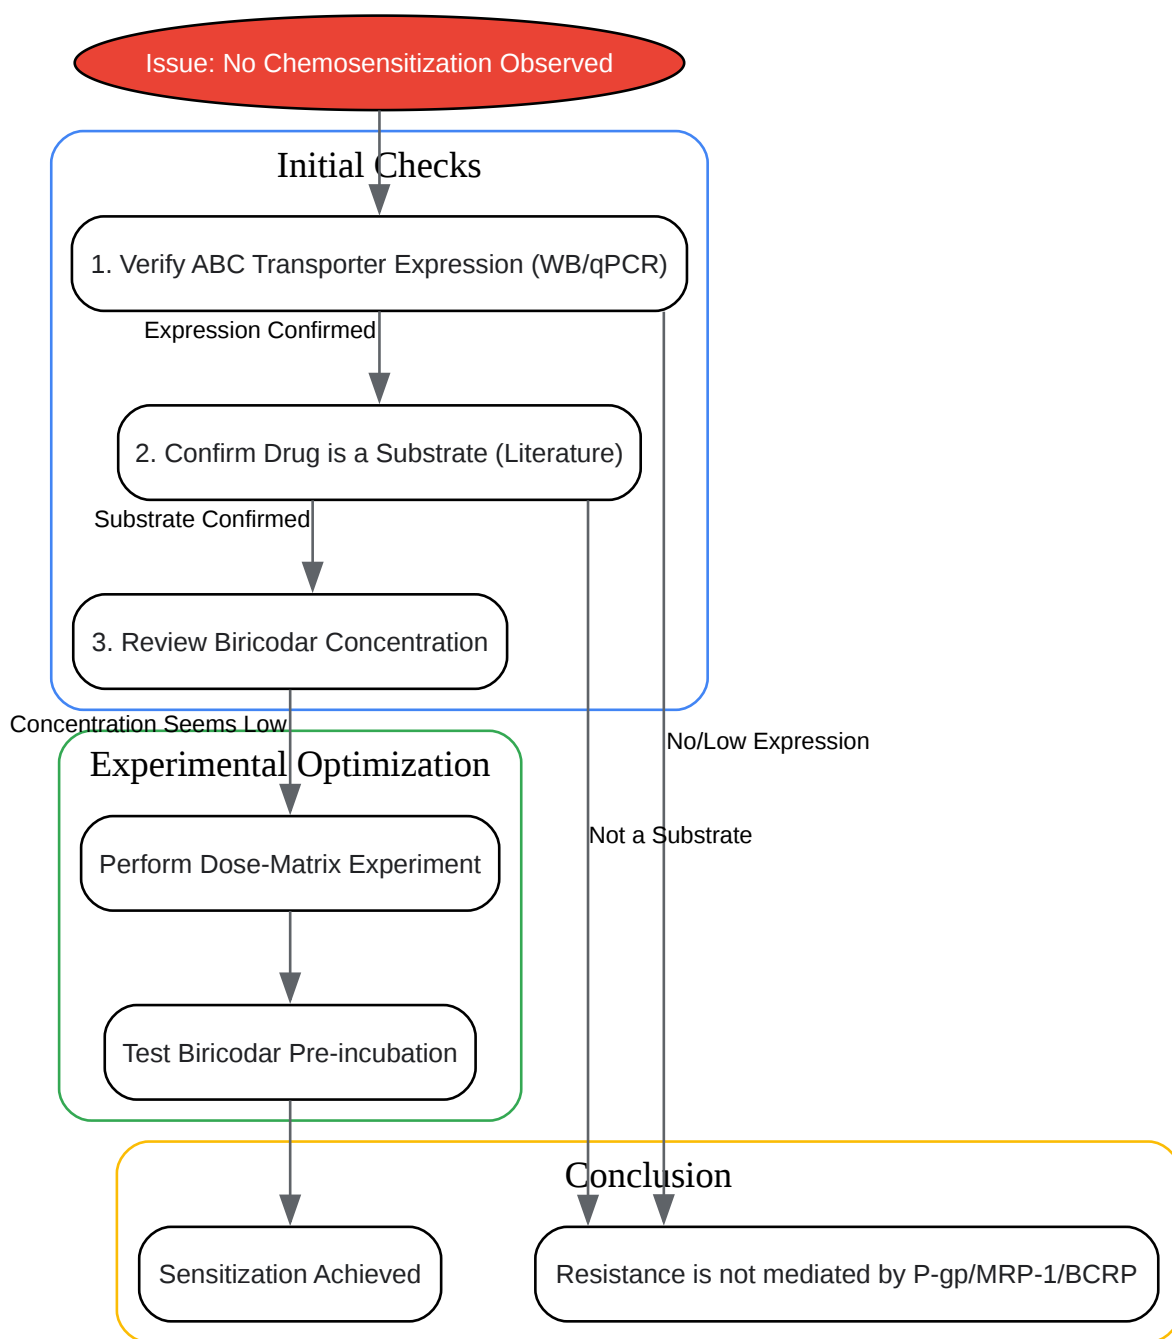 Issue: No Chemosensitization Observed
Initial Checks
1. Verify ABC Transporter Expression (WB/qPCR)
Expression Confirmed
2. Confirm Drug is a Substrate (Literature)
Substrate Confirmed
3. Review Biricodar Concentration
Concentration Seems Low
No/Low Expression
Experimental Optimization
Not a Substrate
Perform Dose-Matrix Experiment
Test Biricodar Pre-incubation
Conclusion
Sensitization Achieved
Resistance is not mediated by P-gp/MRP-1/BCRP